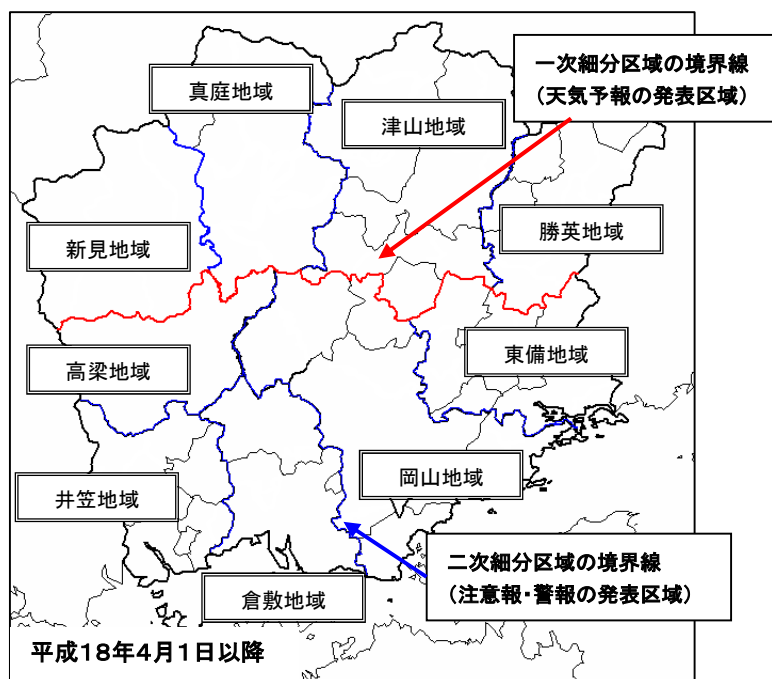 一次細分区域の境界線
(天気予報の発表区域)
真庭地域
津山地域
新見地域
勝英地域
高梁地域
東備地域
井笠地域
岡山地域
倉敷地域
二次細分区域の境界線
(注意報・警報の発表区域)
平成18年4月1日以降